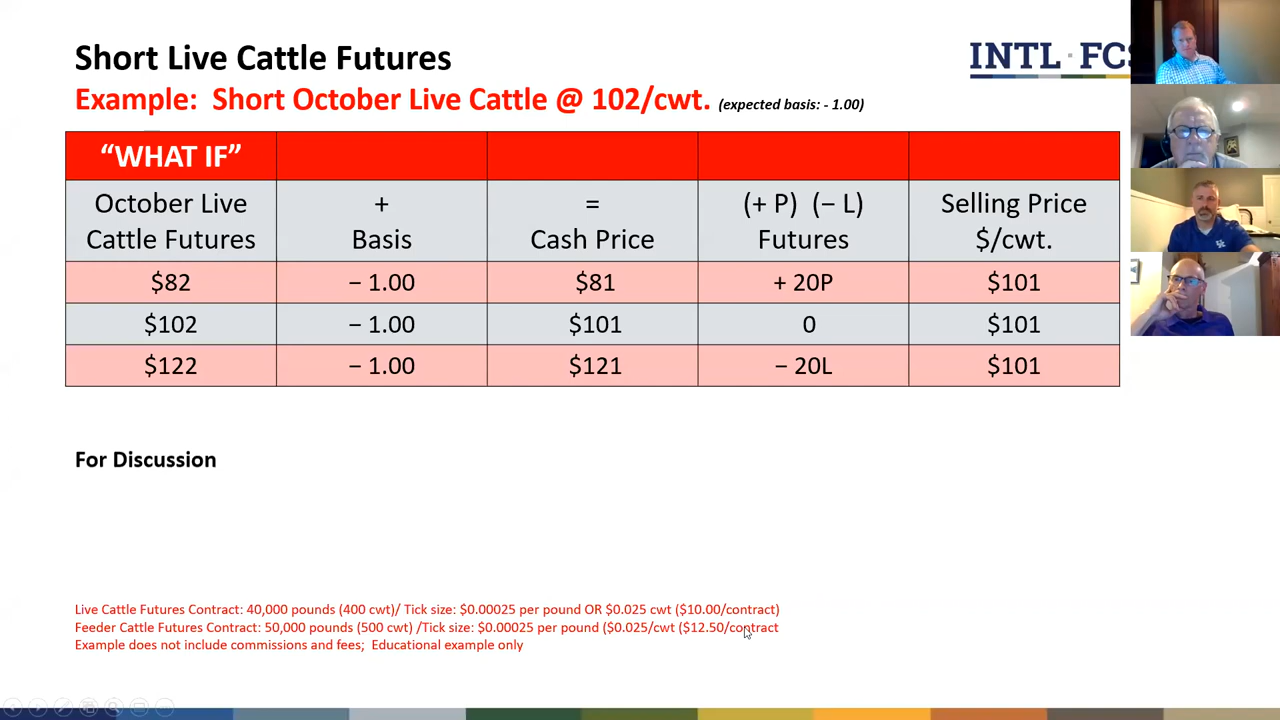 Short Live Cattle Futures
INTL FCS
Example: Short October Live Cattle @ 102/cwt. (expected basis: - 1.00)
“WHAT IF”
October Live Cattle Futures
+ Basis
= Cash Price
(+ P) (− L) Futures
Selling Price $/cwt.
$82 − 1.00 $81 + 20P $101
$102 − 1.00 $101 0 $101
$122 − 1.00 $121 − 20L $101
For Discussion
Live Cattle Futures Contract: 40,000 pounds (400 cwt)/ Tick size: $0.00025 per pound OR $0.025 cwt ($10.00/contract)
Feeder Cattle Futures Contract: 50,000 pounds (500 cwt) /Tick size: $0.00025 per pound ($0.025/cwt ($12.50/contract
Example does not include commissions and fees; Educational example only